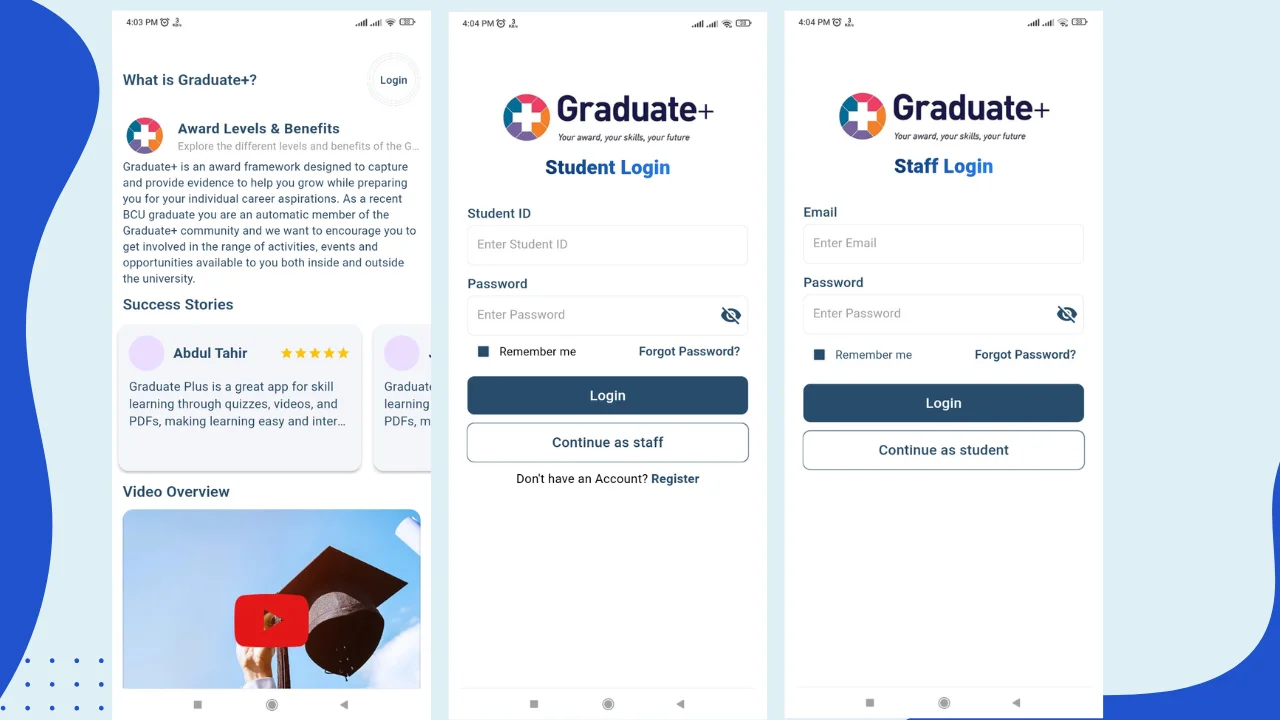 4:03 PM
What is Graduate+?
Login
Award Levels & Benefits
Explore the different levels and benefits of the G...
Graduate+ is an award framework designed to capture
and provide evidence to help you grow while preparing
you for your individual career aspirations. As a recent
BCU graduate you are an automatic member of the
Graduate+ community and we want to encourage you to
get involved in the range of activities, events and
opportunities available to you both inside and outside
the university.
Success Stories
Abdul Tahir
Graduate Plus is a great app for skill
learning through quizzes, videos, and
PDFs, making learning easy and inter...
J
Graduate
learning
PDFs, m
Video Overview
4:04 PM
Graduate+
Your award, your skills, your future
Student Login
Student ID
Enter Student ID
Password
Enter Password
Remember me
Forgot Password?
Login
Continue as staff
Don't have an Account? Register
4:04 PM
Graduate+
Your award, your skills, your future
Staff Login
Email
Enter Email
Password
Enter Password
Remember me
Forgot Password?
Login
Continue as student